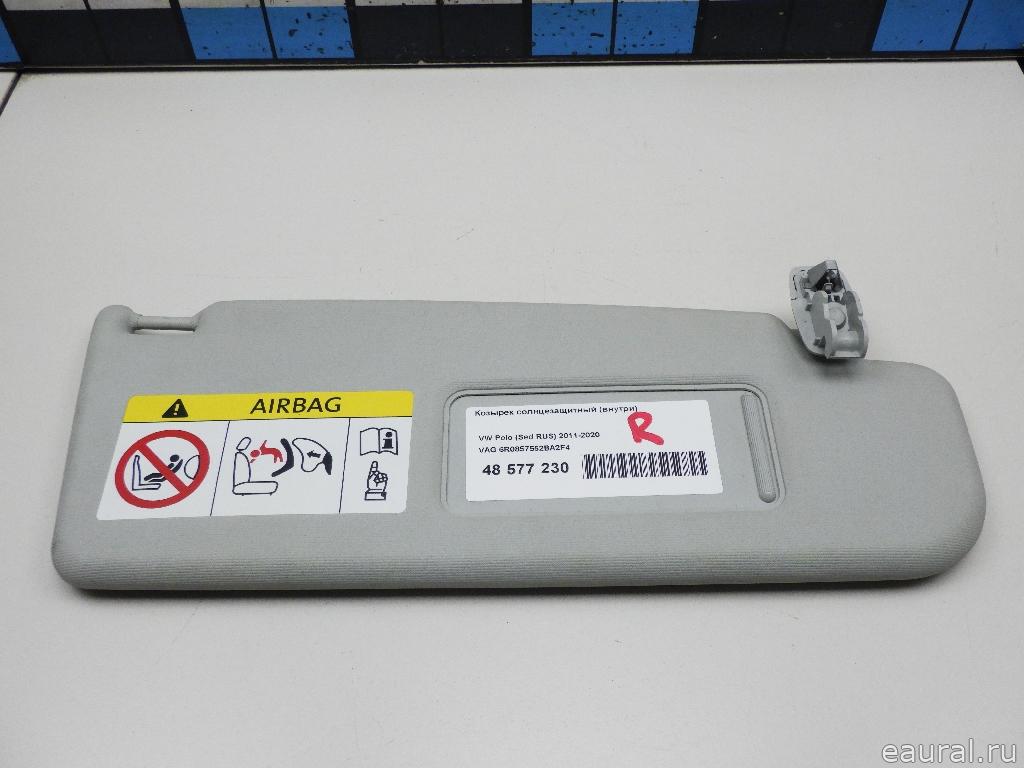 AIRBAG
Козырек солнцезащитный (внутри)
R
VW Polo (Sed RUS) 2011-2020
VAG 6R0857552BA2F4
48 577 230
eaural.ru